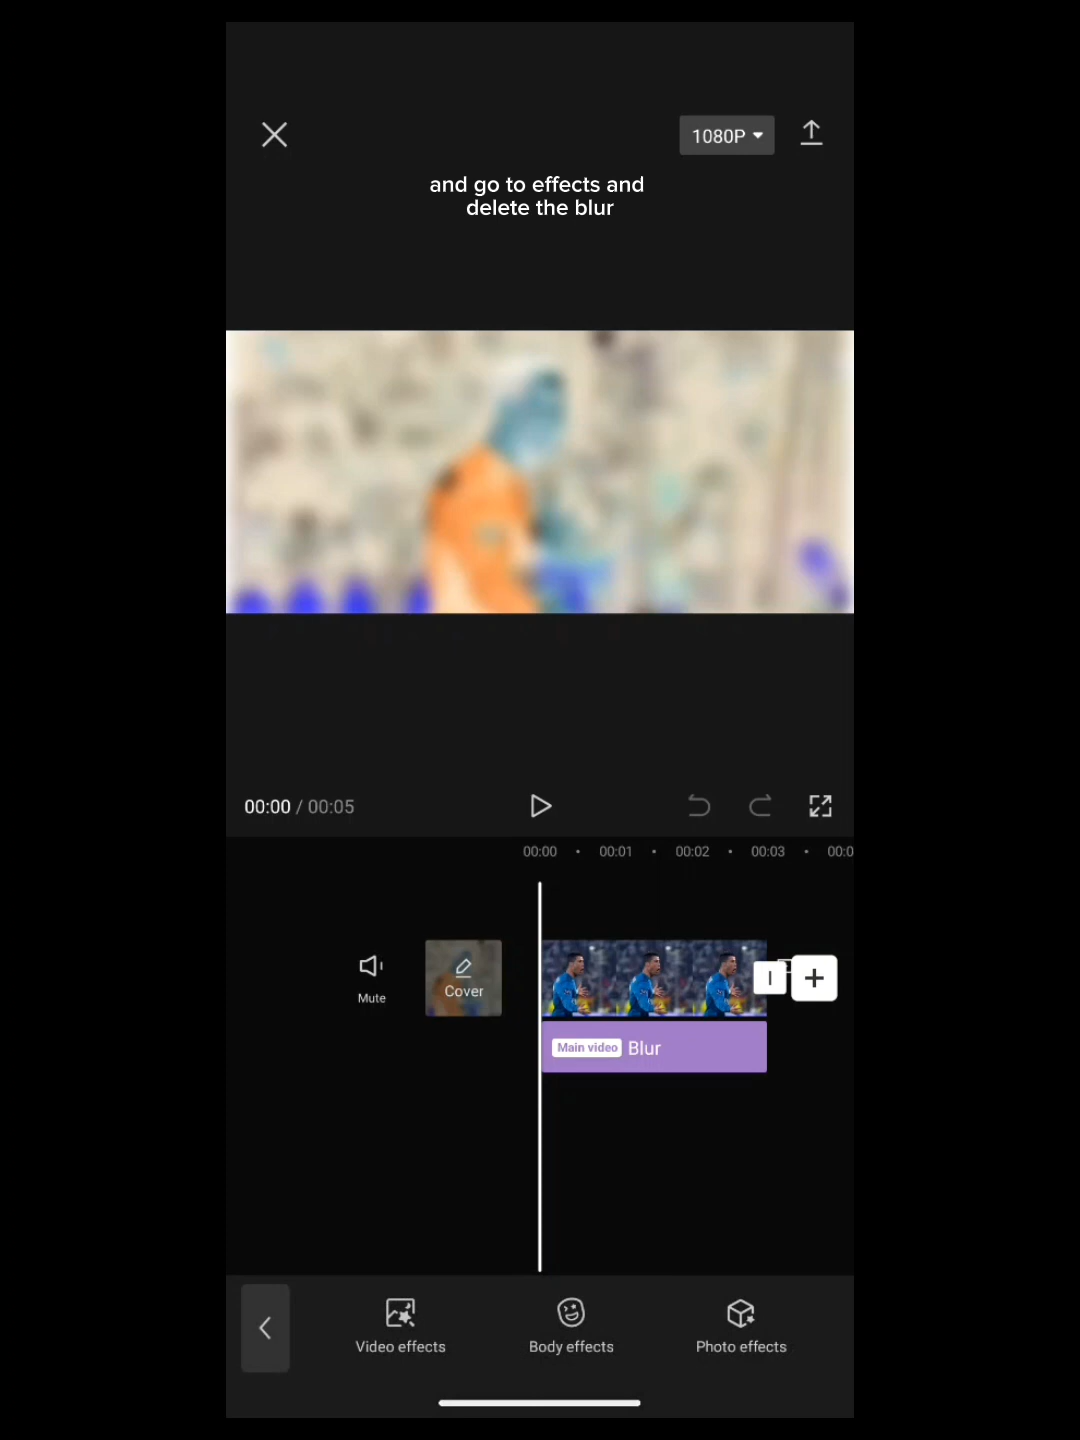 1080P
and go to effects and
delete the blur
00:00 / 00:05
00:00 • 00:01 • 00:02 • 00:03 • 00:0
Mute
Cover
Main video Blur
Video effects
Body effects
Photo effects